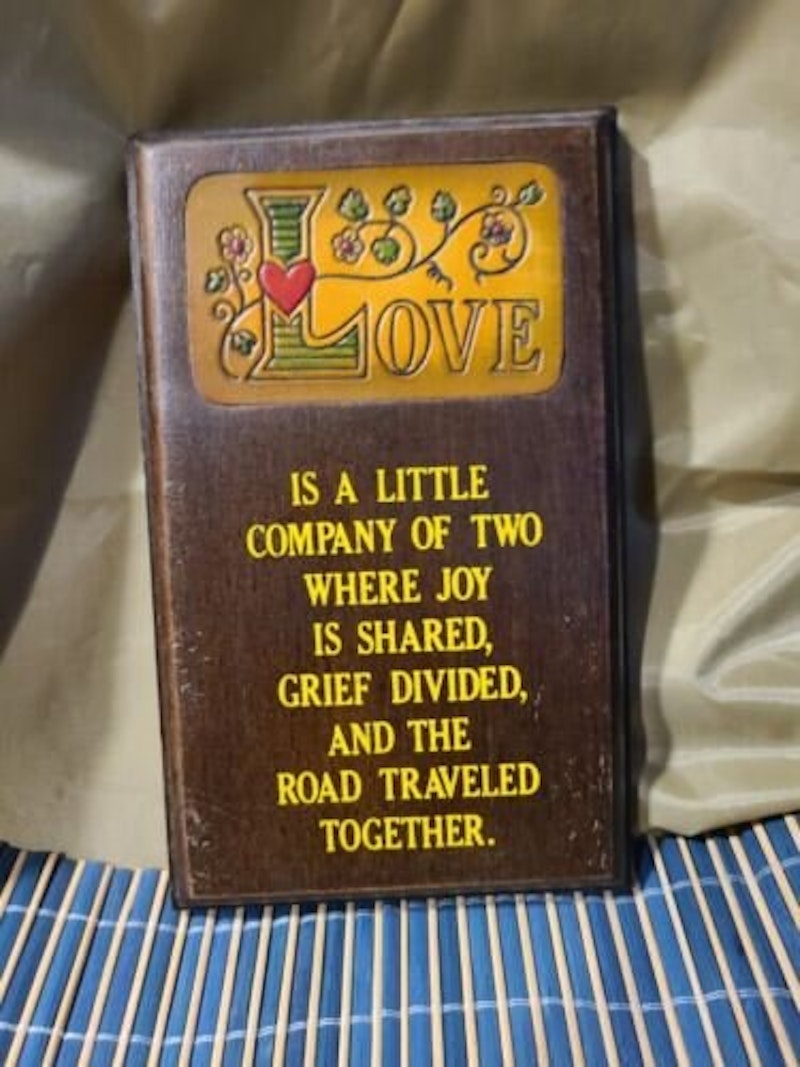 LOVE
IS A LITTLE
COMPANY OF TWO
WHERE JOY
IS SHARED,
GRIEF DIVIDED,
AND THE
ROAD TRAVELED
TOGETHER.